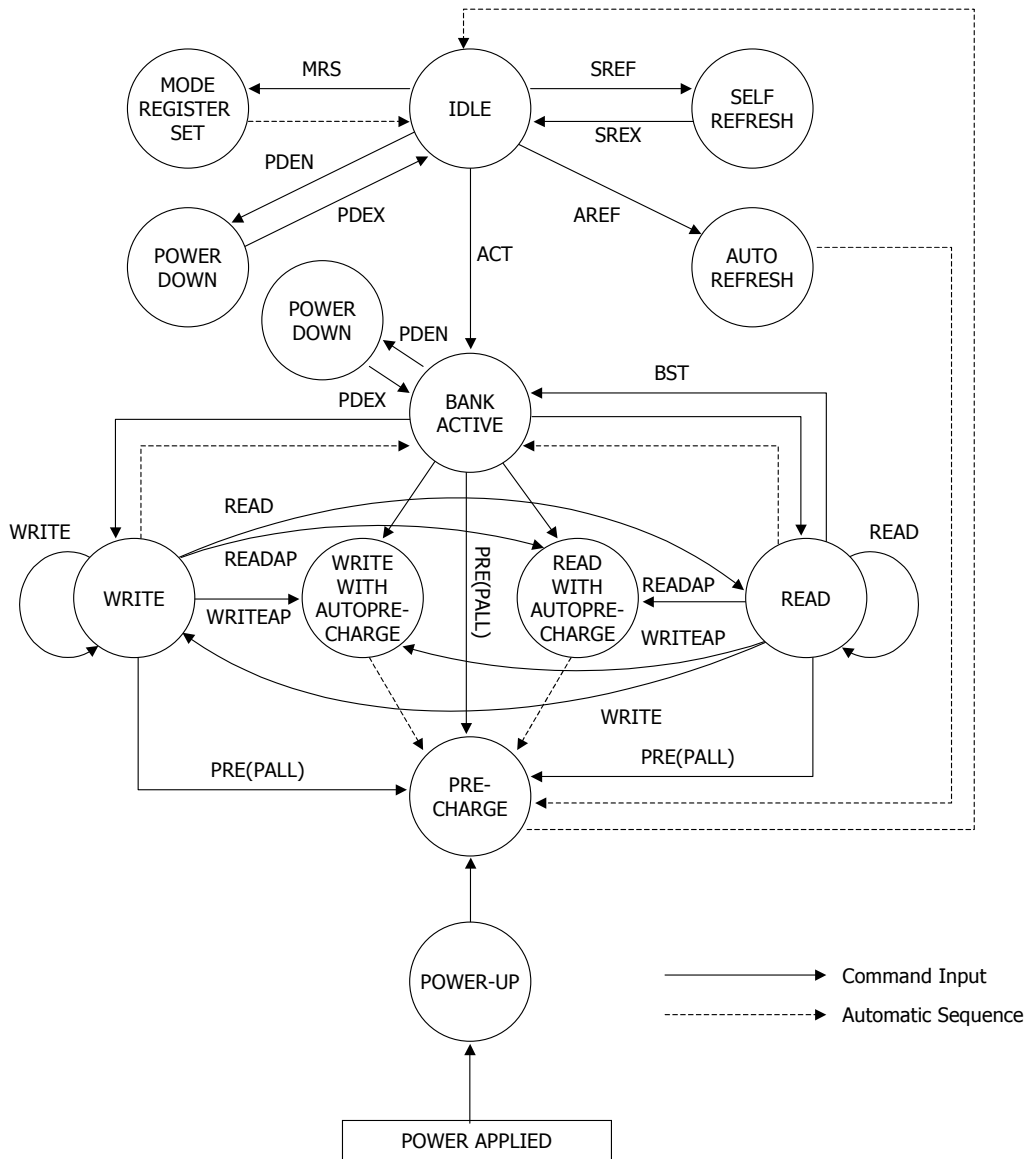 MRS
SREF
MODE
REGISTER
SET
IDLE
SELF
REFRESH
SREX
PDEN
PDEX
AREF
POWER
DOWN
ACT
AUTO
REFRESH
POWER
DOWN
PDEN
PDEX
BST
BANK
ACTIVE
READ
WRITE
READ
READAP
WRITE
WITH
AUTOPRE-
CHARGE
PRE(PALL)
READ
WITH
AUTOPRE-
CHARGE
READAP
WRITE
READ
WRITEAP
WRITEAP
WRITE
PRE(PALL)
PRE(PALL)
PRE-
CHARGE
POWER-UP
Command Input
Automatic Sequence
POWER APPLIED